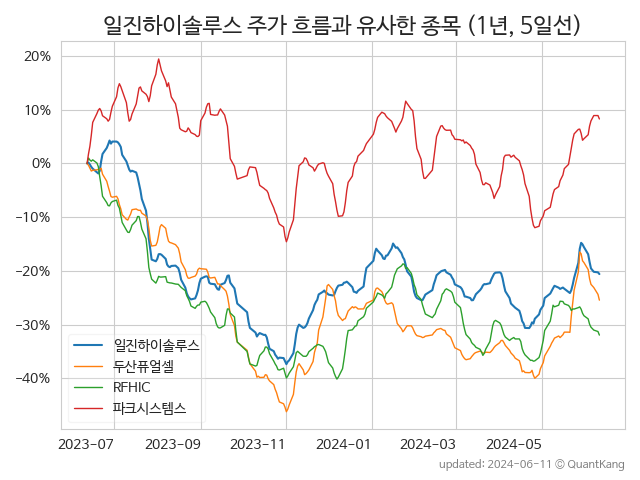 일진하이솔루스 주가 흐름과 유사한 종목 (1년, 5일선)
20%
10%
0%
−10%
−20%
−30%
−40%
일진하이솔루스
두산퓨얼셀
RFHIC
파크시스템스
2023-07 2023-09 2023-11 2024-01 2024-03 2024-05
updated: 2024-06-11 © QuantKang